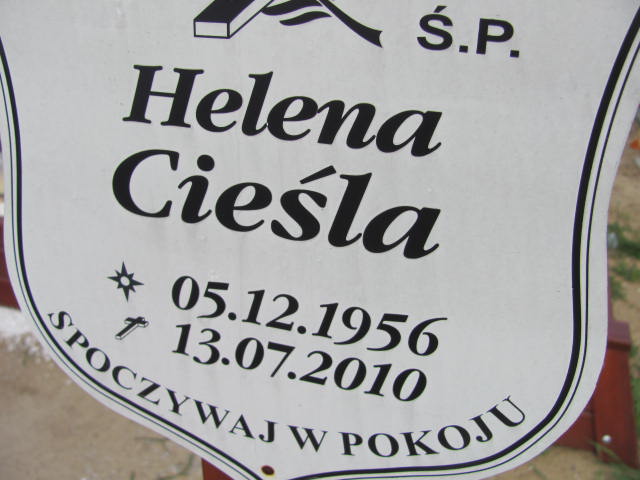 Ś.P.
Helena
Cieśla
05.12.1956
13.07.2010
SPOCZYWAJ W POKOJU